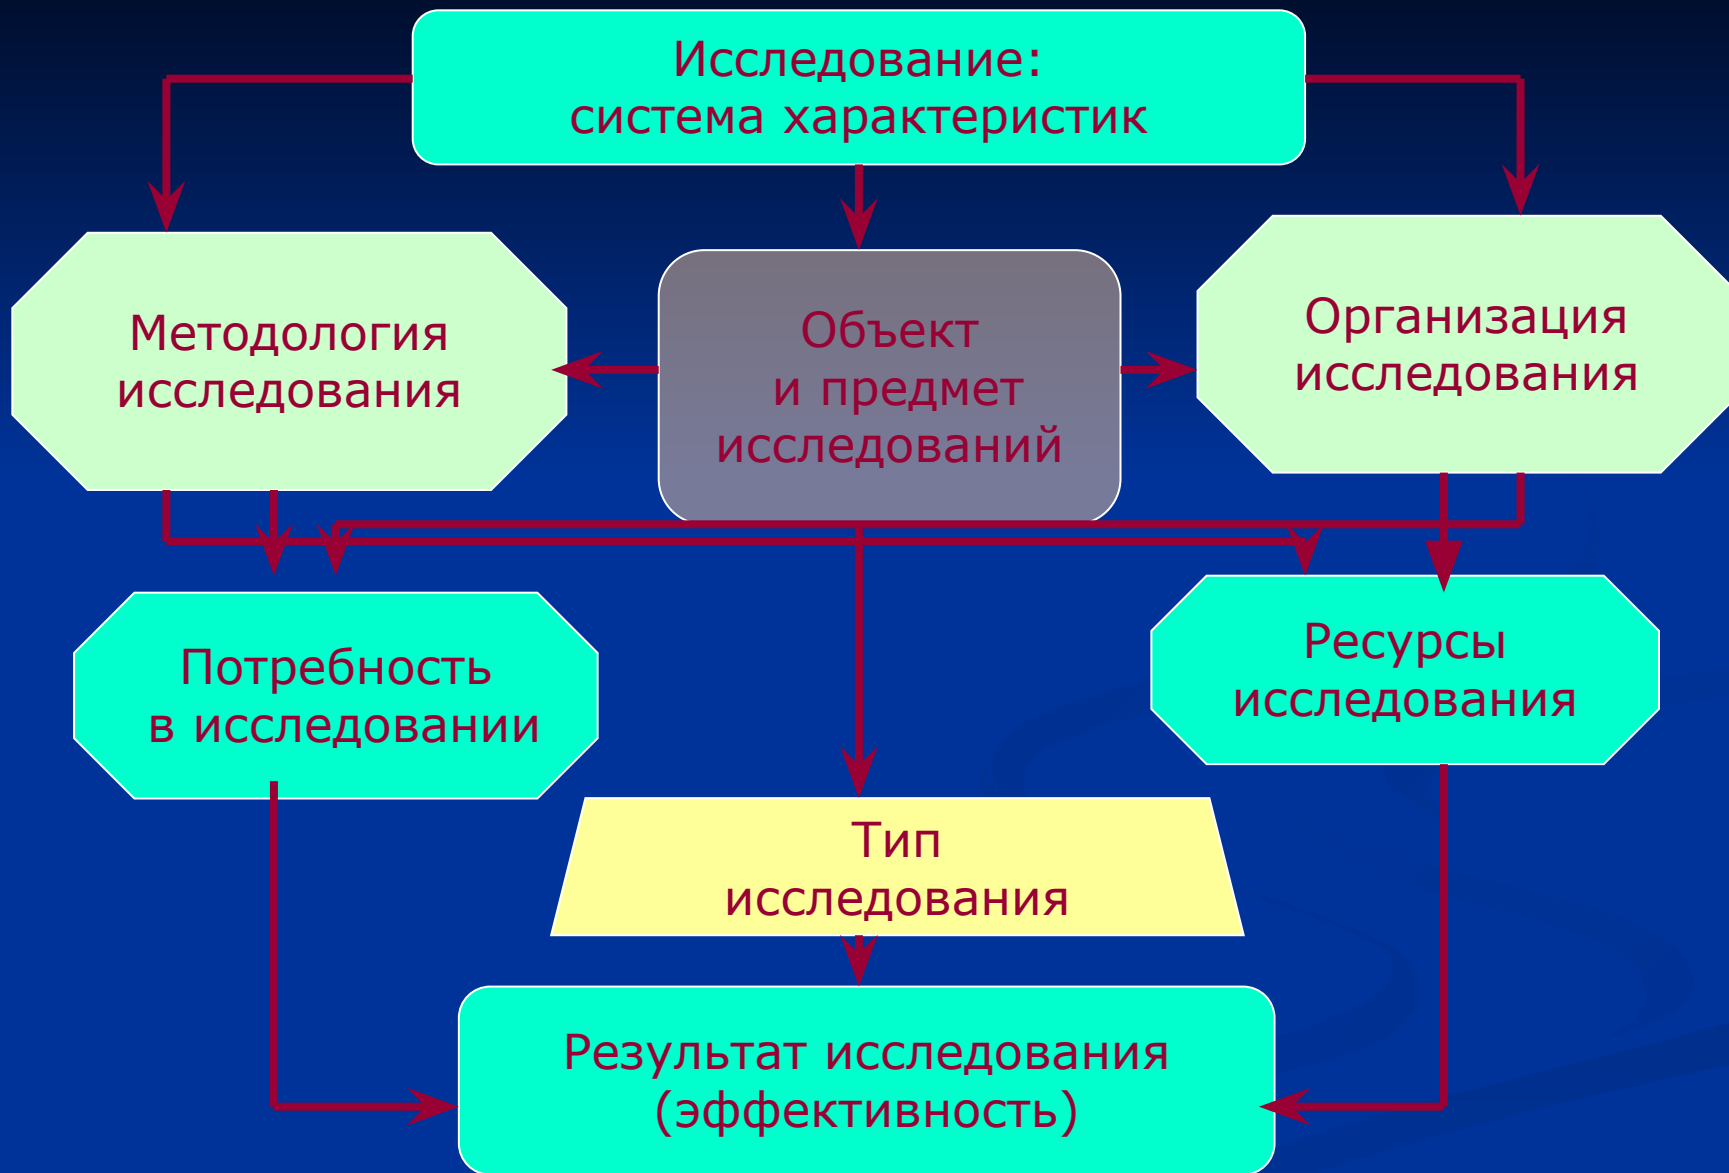 Исследование:
система характеристик
Методология
исследования
Объект
и предмет
исследований
Организация
исследования
Потребность
в исследовании
Ресурсы
исследования
Тип
исследования
Результат исследования
(эффективность)